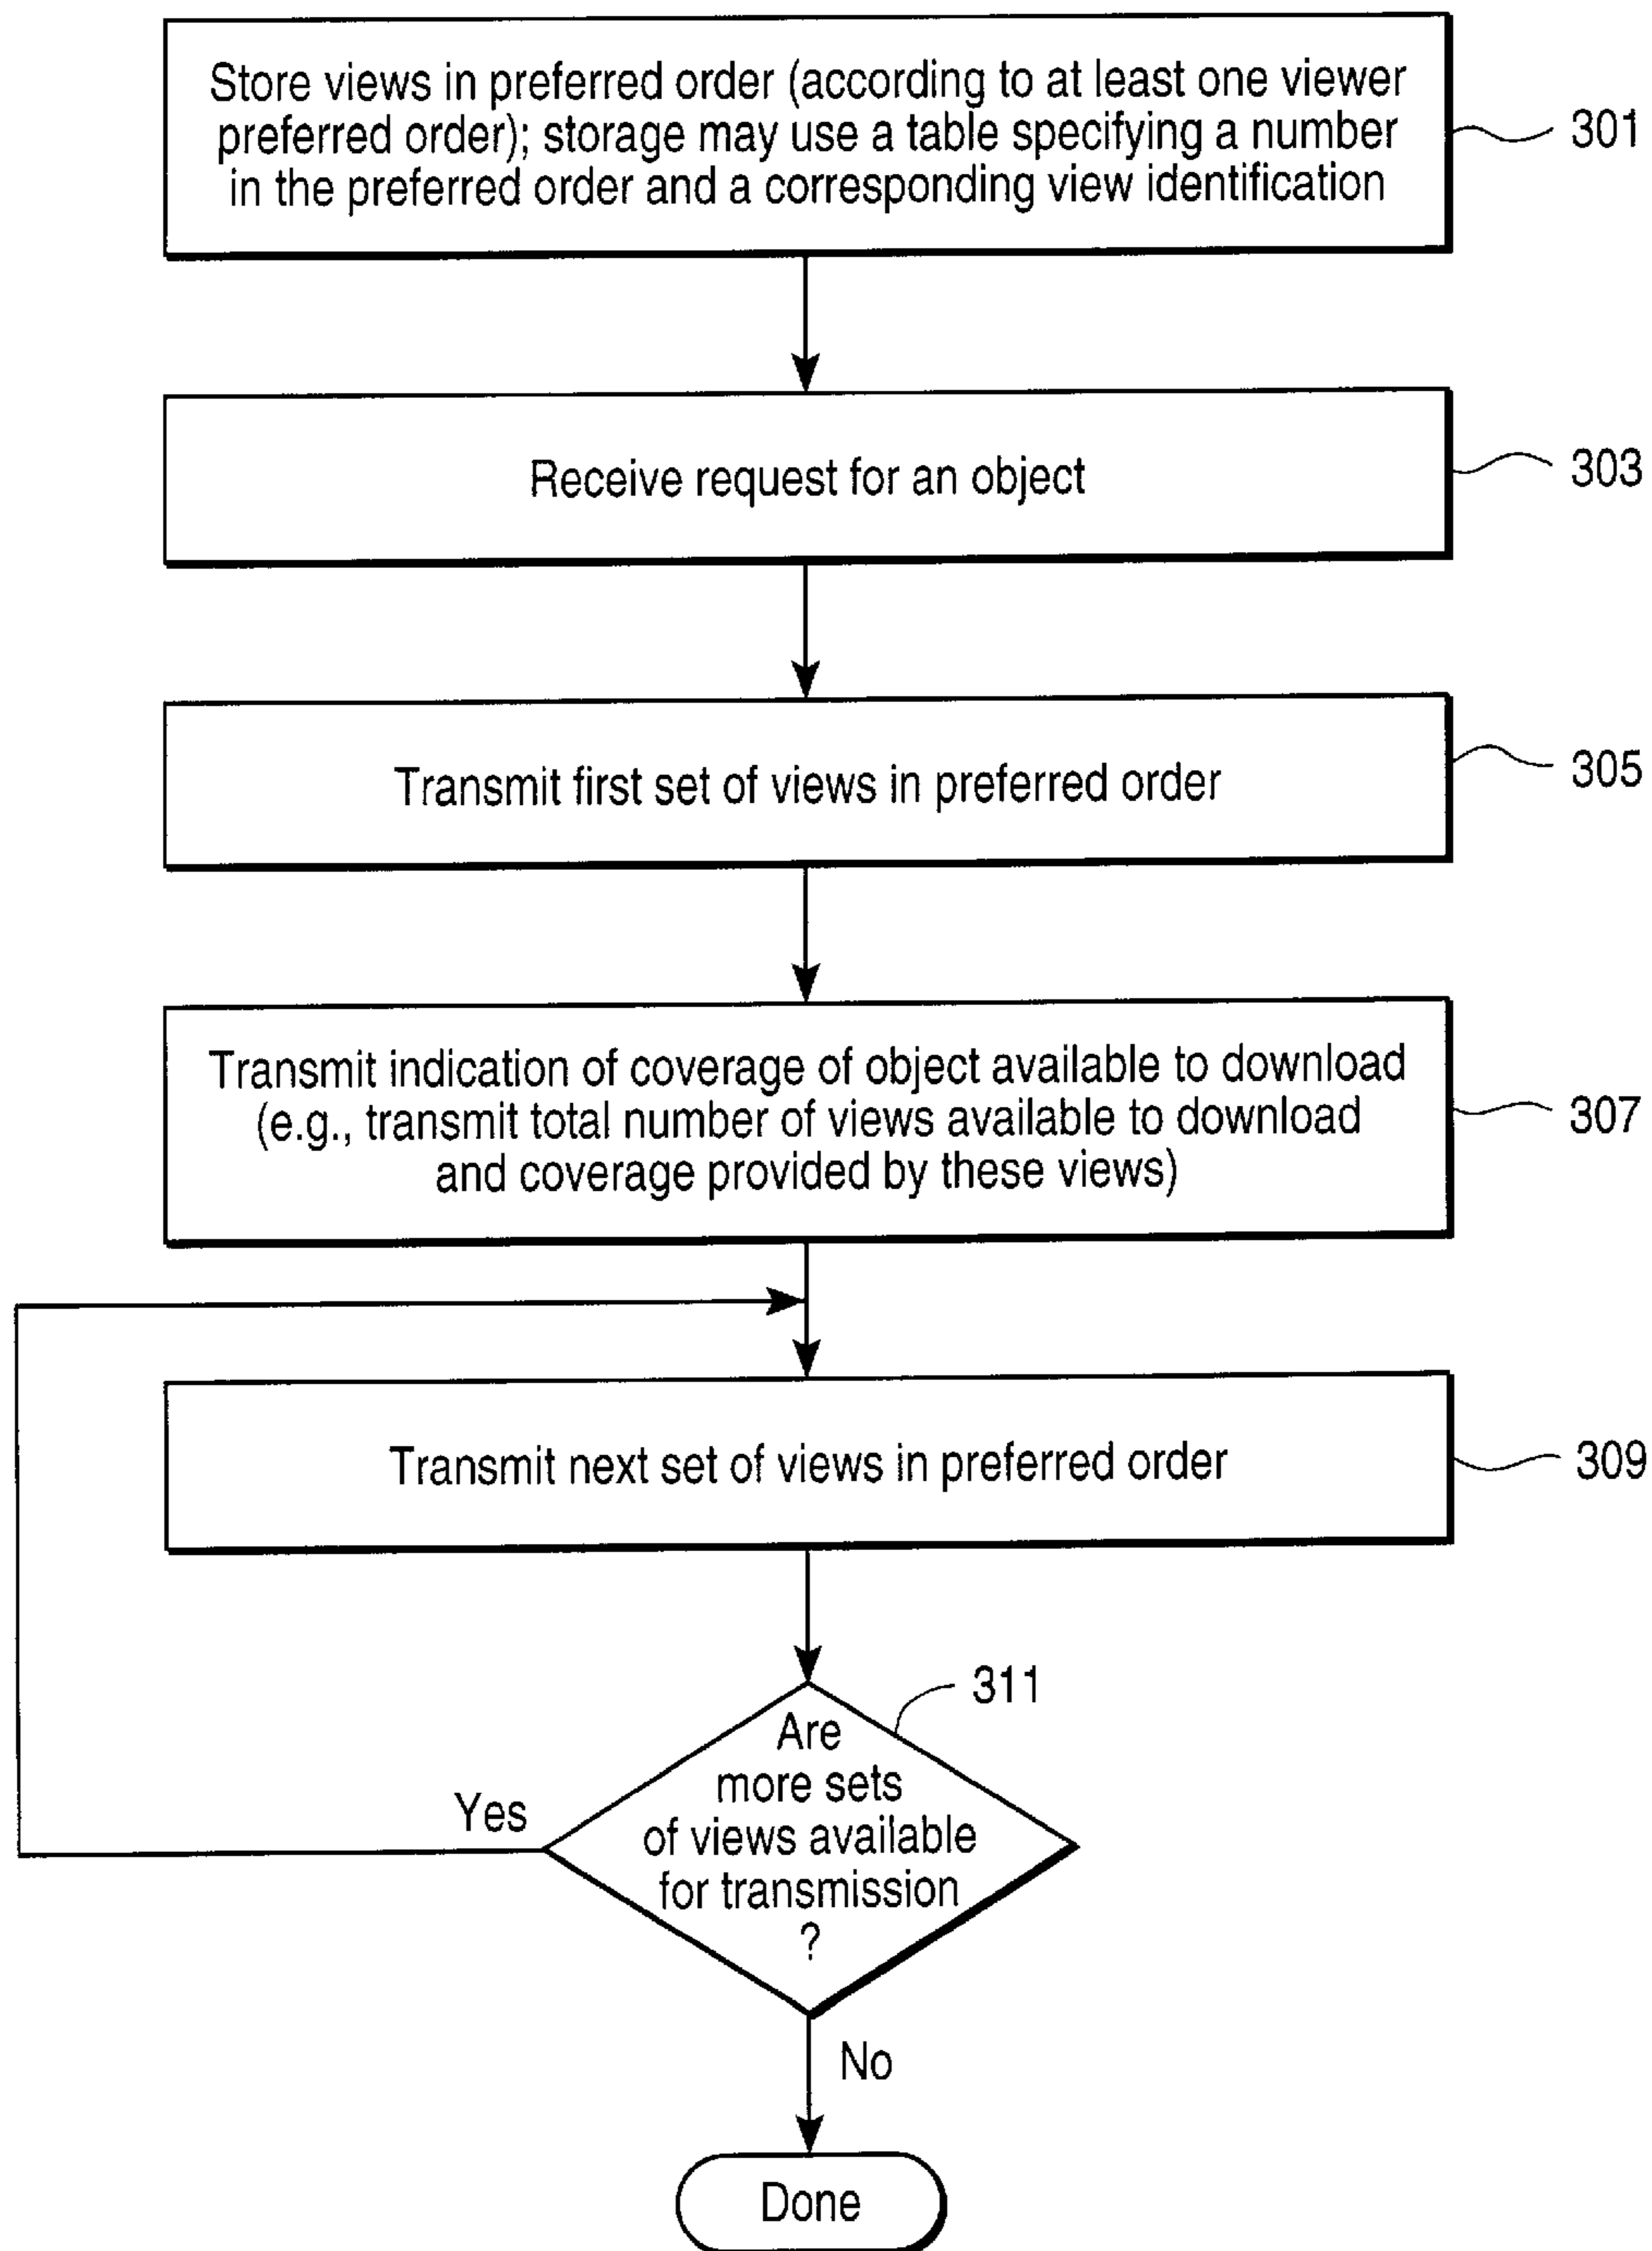 Store views in preferred order (according to at least one viewer
preferred order); storage may use a table specifying a number
in the preferred order and a corresponding view identification
301
Receive request for an object
303
Transmit first set of views in preferred order
305
Transmit indication of coverage of object available to download
(e.g., transmit total number of views available to download
and coverage provided by these views)
307
Transmit next set of views in preferred order
309
311
Are
more sets
of views available
for transmission
?
Yes
No
Done